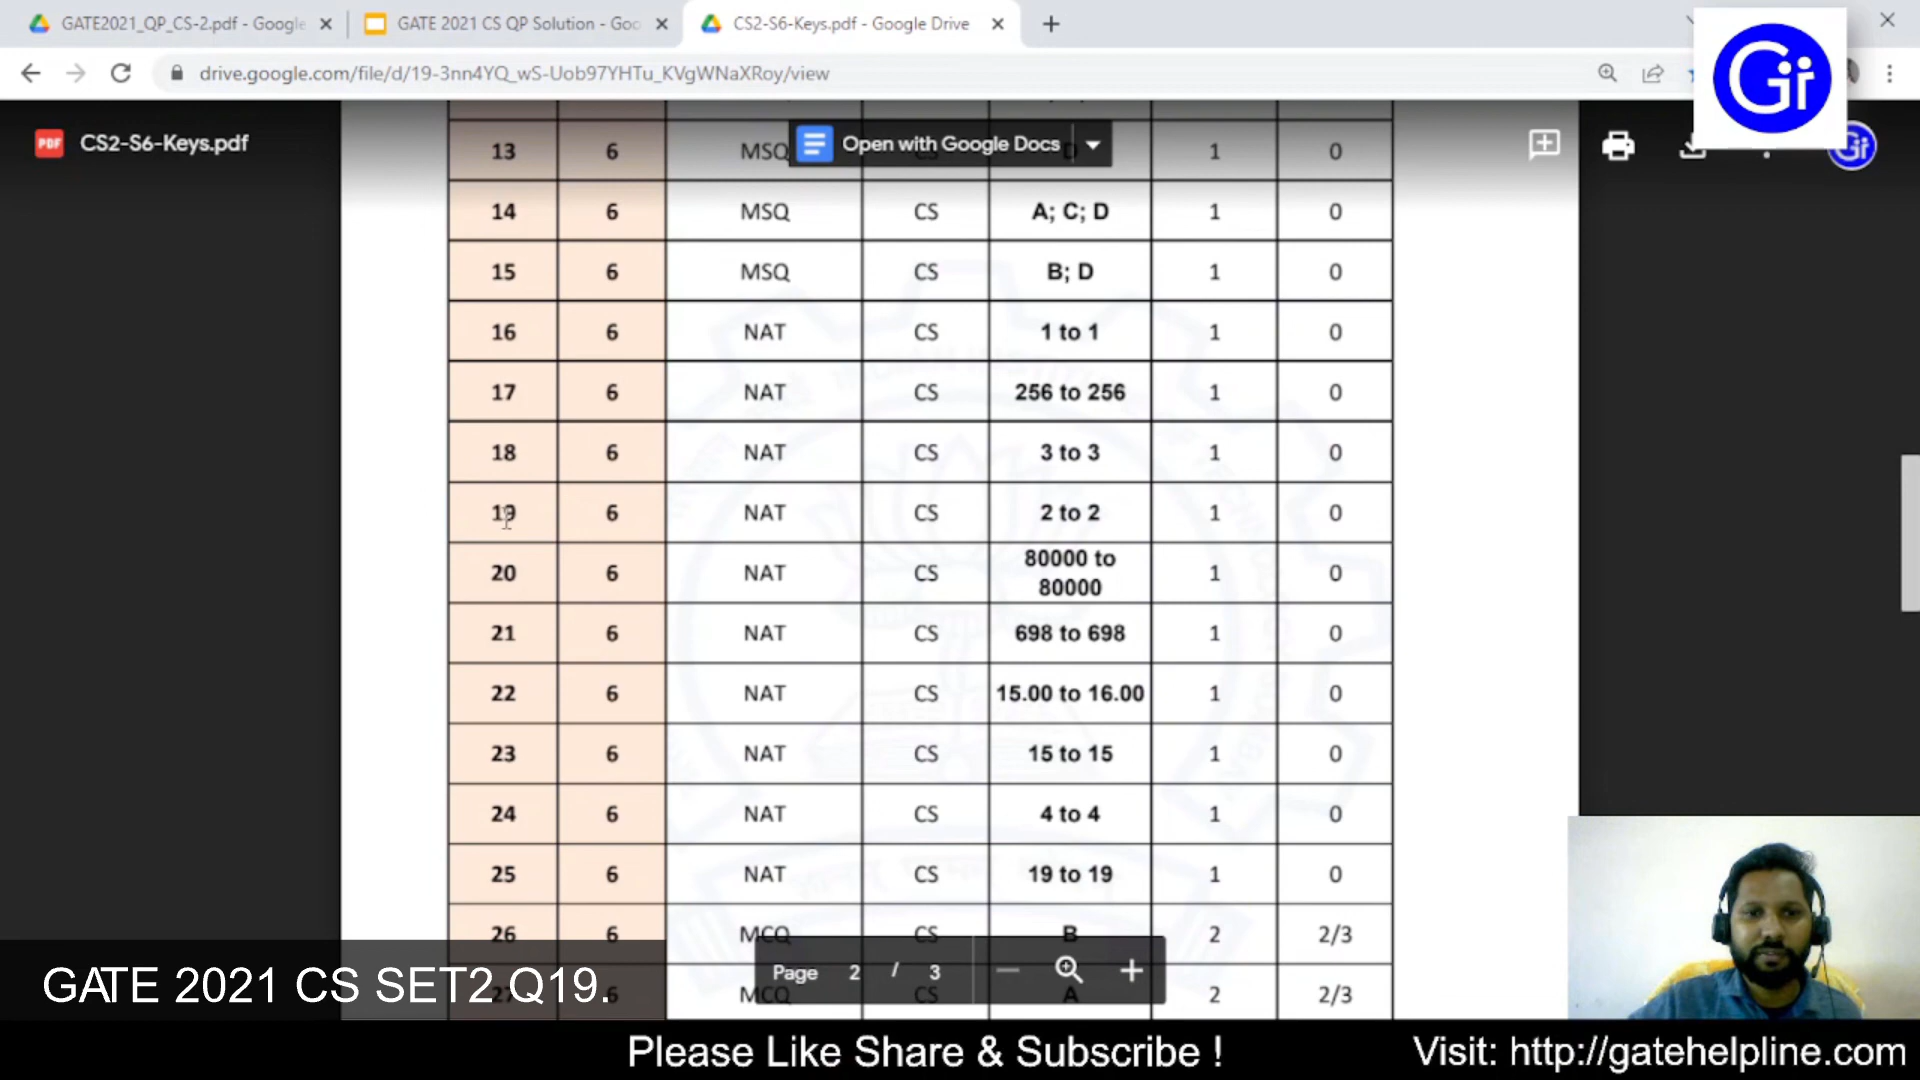 GATE2021_QP_CS-2.pdf - Google
GATE 2021 CS QP Solution - Goo
CS2-S6-Keys.pdf - Google Drive
drive.google.com/file/d/19-3nn4YQ_wS-Uob97YHTu_KVgWNaXRoy/view
Gir
PDF CS2-S6-Keys.pdf
Open with Google Docs
13 6 MSQ CS D 1 0
14 6 MSQ CS A; C; D 1 0
15 6 MSQ CS B; D 1 0
16 6 NAT CS 1 to 1 1 0
17 6 NAT CS 256 to 256 1 0
18 6 NAT CS 3 to 3 1 0
19 6 NAT CS 2 to 2 1 0
20 6 NAT CS 80000 to
80000 1 0
21 6 NAT CS 698 to 698 1 0
22 6 NAT CS 15.00 to 16.00 1 0
23 6 NAT CS 15 to 15 1 0
24 6 NAT CS 4 to 4 1 0
25 6 NAT CS 19 to 19 1 0
26 6 MCQ CS B 2 2/3
27 6 MCQ CS A 2 2/3
Page 2 / 3
GATE 2021 CS SET2 Q19.
Please Like Share & Subscribe !
Visit: http://gatehelpline.com